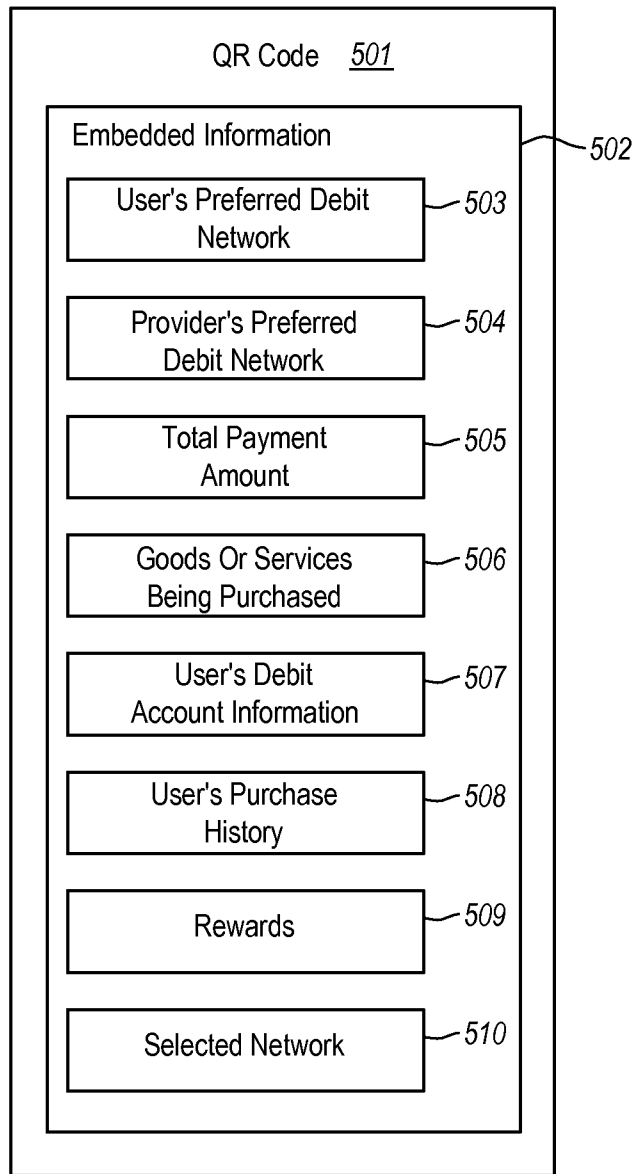 QR Code 501
Embedded Information
502
User's Preferred Debit
Network
503
Provider's Preferred
Debit Network
504
Total Payment
Amount
505
Goods Or Services
Being Purchased
506
User's Debit
Account Information
507
User's Purchase
History
508
Rewards
509
Selected Network
510